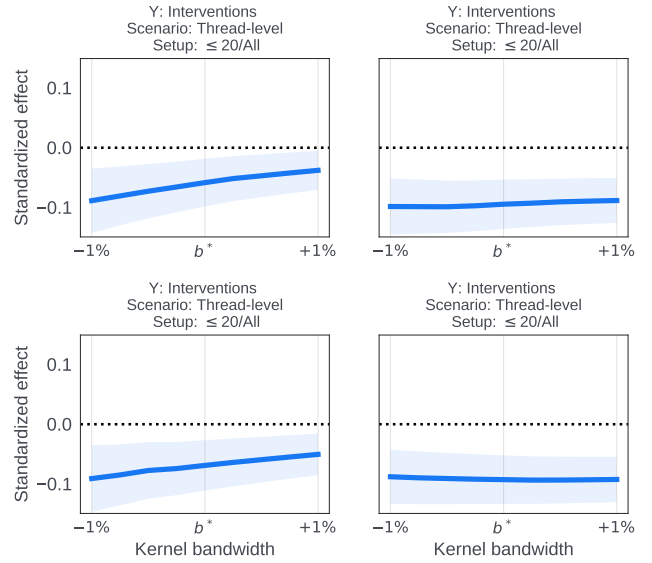 Y: Interventions
Scenario: Thread-level
Setup: ≤20/All
Y: Interventions
Scenario: Thread-level
Setup: ≤20/All
Standardized effect
0.1
0.0
−0.1
−1% b* +1%
−1% b* +1%
Y: Interventions
Scenario: Thread-level
Setup: ≤20/All
Y: Interventions
Scenario: Thread-level
Setup: ≤20/All
Standardized effect
0.1
0.0
−0.1
−1% b* +1%
Kernel bandwidth
−1% b* +1%
Kernel bandwidth